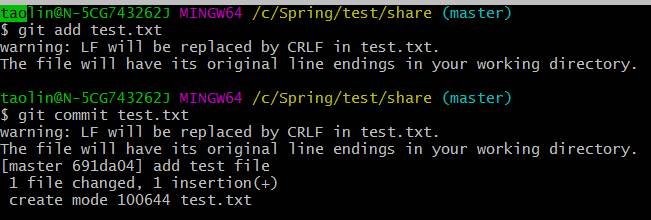 taolin@N-5CG743262J MINGW64 /c/Spring/test/share (master)
$ git add test.txt
warning: LF will be replaced by CRLF in test.txt.
The file will have its original line endings in your working directory.
taolin@N-5CG743262J MINGW64 /c/Spring/test/share (master)
$ git commit test.txt
warning: LF will be replaced by CRLF in test.txt.
The file will have its original line endings in your working directory.
[master 691da04] add test file
 1 file changed, 1 insertion(+)
 create mode 100644 test.txt